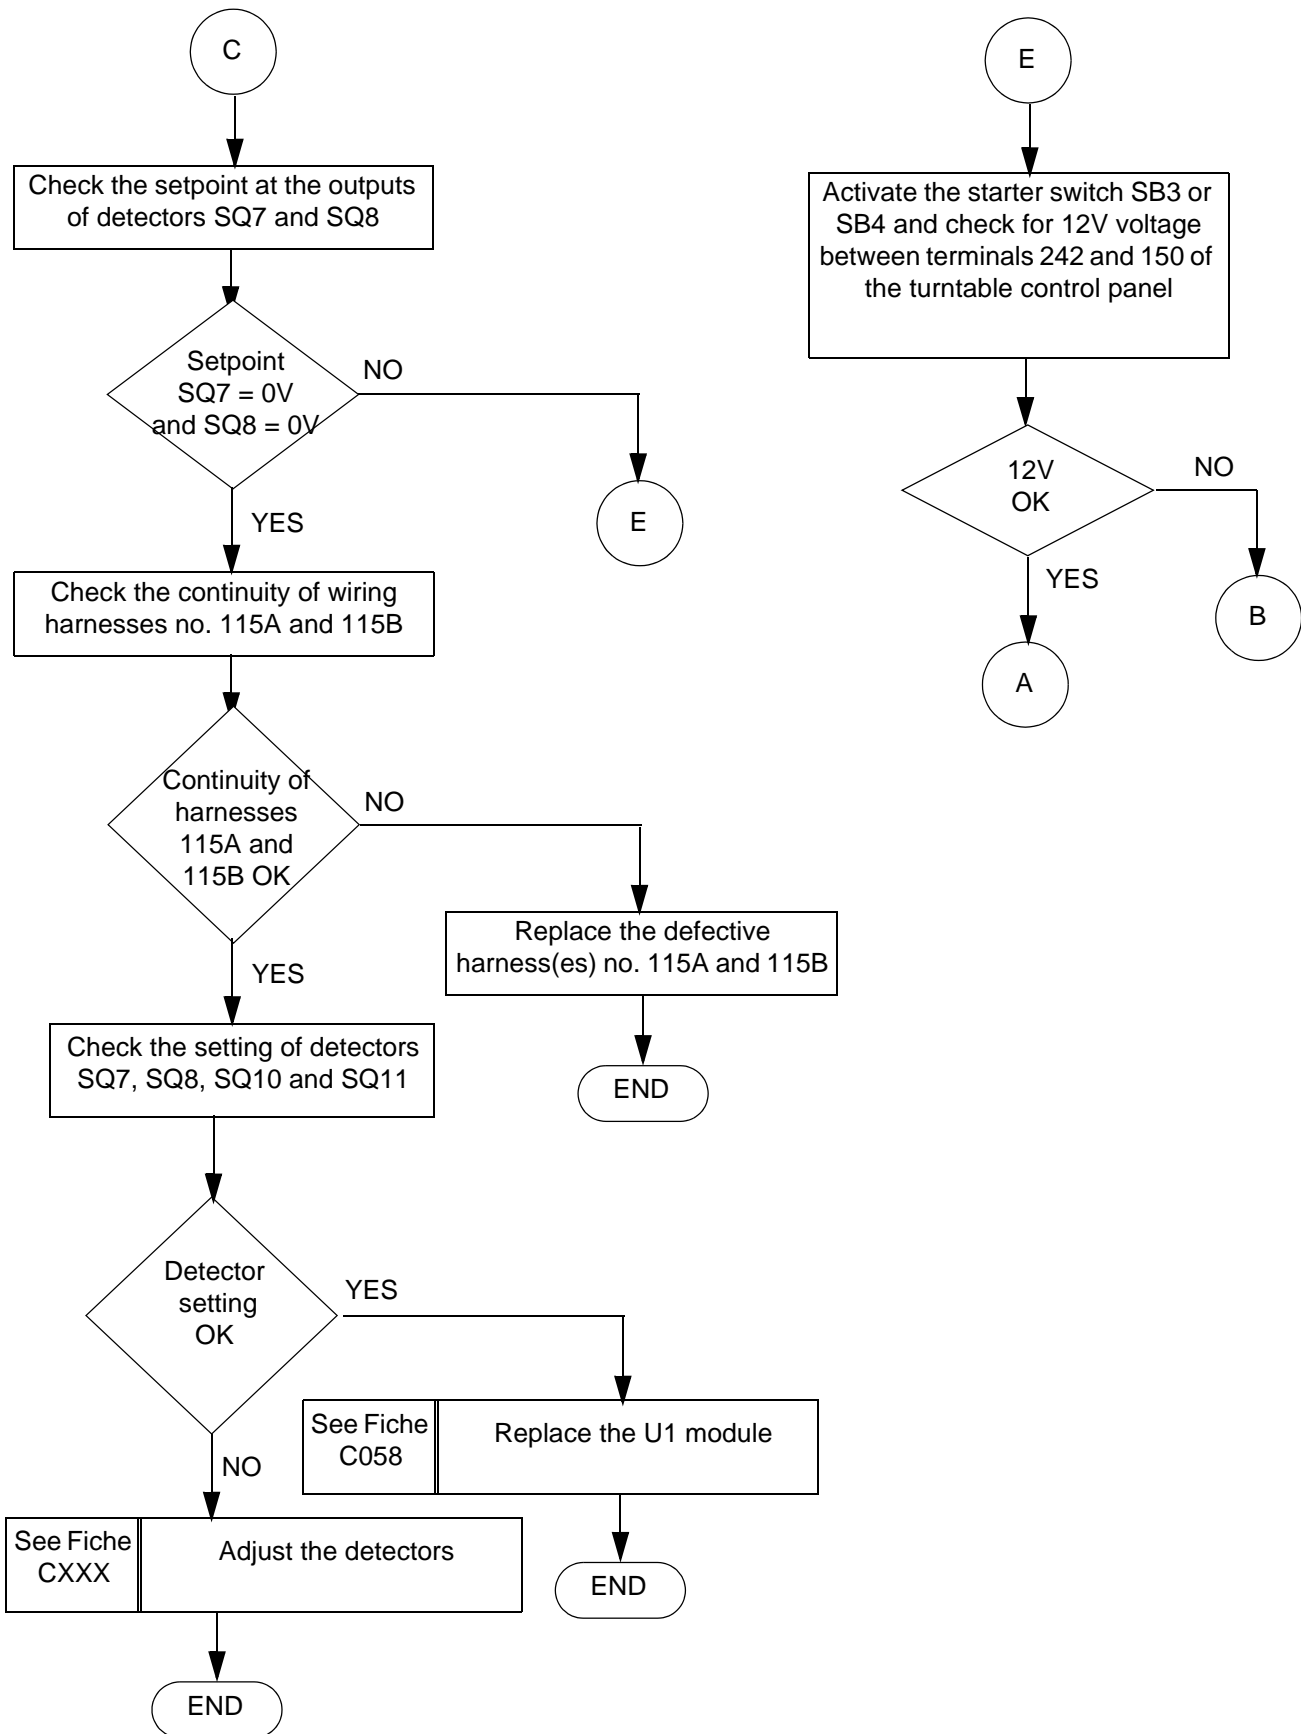 C
Check the setpoint at the outputs
of detectors SQ7 and SQ8
Setpoint
SQ7 = 0V
and SQ8 = 0V
NO
E
YES
Check the continuity of wiring
harnesses no. 115A and 115B
Continuity of
harnesses
115A and
115B OK
NO
Replace the defective
harness(es) no. 115A and 115B
END
YES
Check the setting of detectors
SQ7, SQ8, SQ10 and SQ11
Detector
setting
OK
YES
See Fiche
C058
Replace the U1 module
END
NO
See Fiche
CXXX
Adjust the detectors
END
E
Activate the starter switch SB3 or
SB4 and check for 12V voltage
between terminals 242 and 150 of
the turntable control panel
12V
OK
NO
B
YES
A